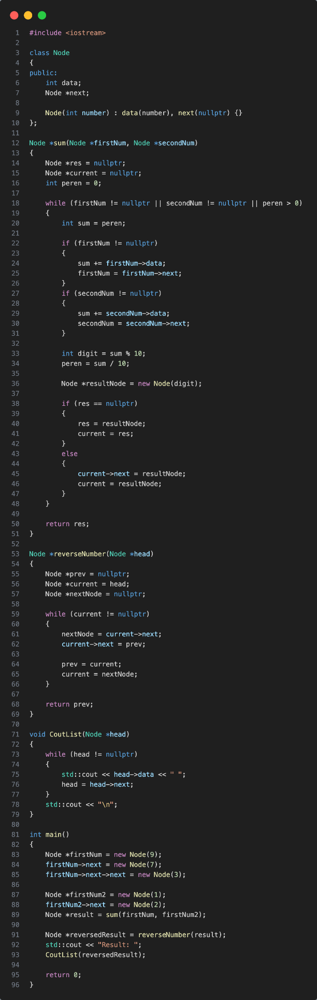 1 #include <iostream>
2
3 class Node
4 {
5 public:
6     int data;
7     Node *next;
8
9     Node(int number) : data(number), next(nullptr) {}
10 };
11
12 Node *sum(Node *firstNum, Node *secondNum)
13 {
14     Node *res = nullptr;
15     Node *current = nullptr;
16     int peren = 0;
17
18     while (firstNum != nullptr || secondNum != nullptr || peren > 0)
19     {
20         int sum = peren;
21
22         if (firstNum != nullptr)
23         {
24             sum += firstNum->data;
25             firstNum = firstNum->next;
26         }
27         if (secondNum != nullptr)
28         {
29             sum += secondNum->data;
30             secondNum = secondNum->next;
31         }
32
33         int digit = sum % 10;
34         peren = sum / 10;
35
36         Node *resultNode = new Node(digit);
37
38         if (res == nullptr)
39         {
40             res = resultNode;
41             current = res;
42         }
43         else
44         {
45             current->next = resultNode;
46             current = resultNode;
47         }
48     }
49
50     return res;
51 }
52
53 Node *reverseNumber(Node *head)
54 {
55     Node *prev = nullptr;
56     Node *current = head;
57     Node *nextNode = nullptr;
58
59     while (current != nullptr)
60     {
61         nextNode = current->next;
62         current->next = prev;
63
64         prev = current;
65         current = nextNode;
66     }
67
68     return prev;
69 }
70
71 void CoutList(Node *head)
72 {
73     while (head != nullptr)
74     {
75         std::cout << head->data << " ";
76         head = head->next;
77     }
78     std::cout << "\n";
79 }
80
81 int main()
82 {
83     Node *firstNum = new Node(9);
84     firstNum->next = new Node(7);
85     firstNum->next->next = new Node(3);
86
87     Node *firstNum2 = new Node(1);
88     firstNum2->next = new Node(2);
89     Node *result = sum(firstNum, firstNum2);
90
91     Node *reversedResult = reverseNumber(result);
92     std::cout << "Result: ";
93     CoutList(reversedResult);
94
95     return 0;
96 }